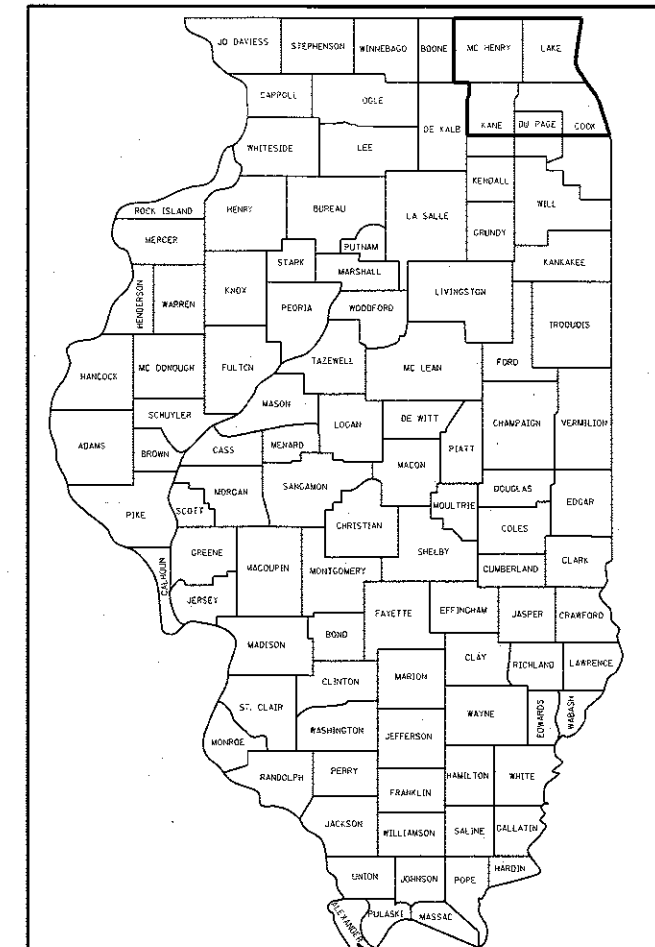 JO DAVIESS
STEPHENSON
WINNEBAGO
BOONE
MC HENRY
LAKE
CARROLL
OGLE
DE KALB
KANE
DU PAGE
COOK
WHITESIDE
LEE
KENDALL
WILL
ROCK ISLAND
HENRY
BUREAU
LA SALLE
GRUNDY
MERCER
PUTNAM
STARK
MARSHALL
KANKAKEE
HENDERSON
WARREN
KNOX
PEORIA
WOODFORD
LIVINGSTON
IROQUOIS
HANCOCK
MC DONOUGH
FULTON
TAZEWELL
MC LEAN
FORD
SCHUYLER
MASON
LOGAN
DE WITT
CHAMPAIGN
VERMILION
ADAMS
BROWN
CASS
MENARD
PIATT
MACON
PIKE
SCOTT
MORGAN
SANGAMON
CHRISTIAN
MOULTRIE
DOUGLAS
EDGAR
COLES
CALHOUN
GREENE
MACOUPIN
MONTGOMERY
SHELBY
CUMBERLAND
CLARK
JERSEY
FAYETTE
EFFINGHAM
JASPER
CRAWFORD
MADISON
BOND
CLAY
RICHLAND
LAWRENCE
CLINTON
MARION
ST. CLAIR
WAYNE
EDWARDS
WABASH
MONROE
WASHINGTON
JEFFERSON
RANDOLPH
PERRY
HAMILTON
WHITE
FRANKLIN
JACKSON
WILLIAMSON
SALINE
GALLATIN
UNION
JOHNSON
POPE
HARDIN
ALEXANDER
PULASKI
MASSAC